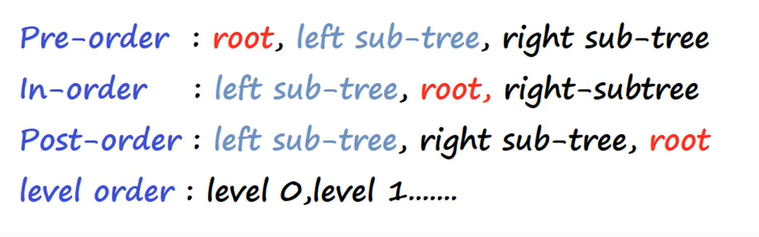 Pre-order : root, left sub-tree, right sub-tree
In-order : left sub-tree, root, right-subtree
Post-order : left sub-tree, right sub-tree, root
level order : level 0,level 1.......